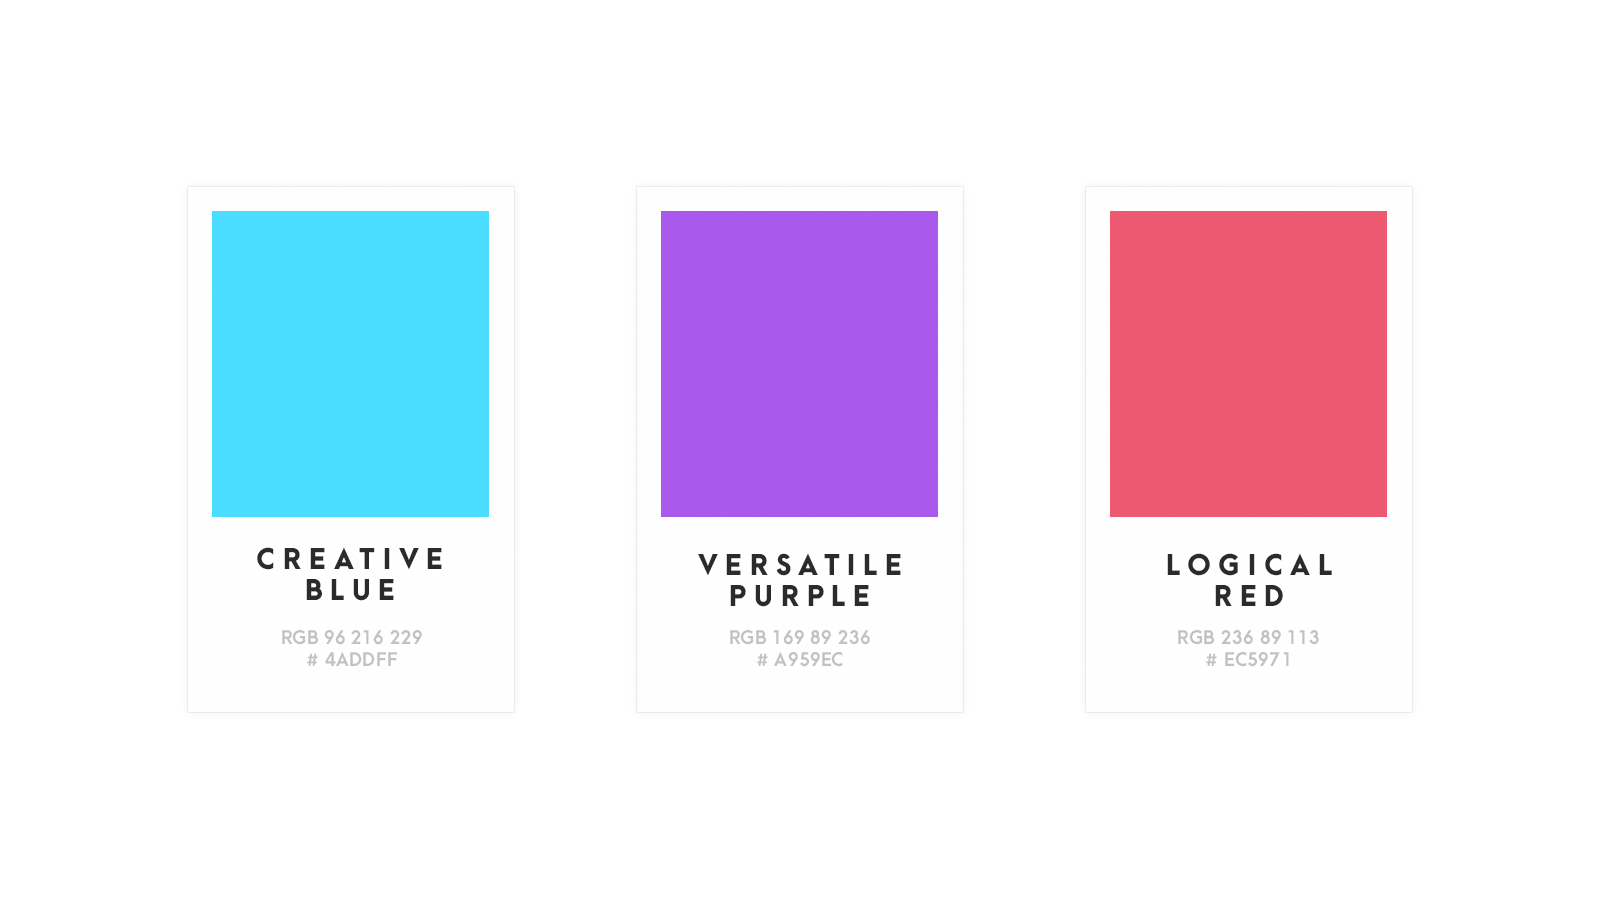 CREATIVE
BLUE
RGB 96 216 229
# 4ADDFF
VERSATILE
PURPLE
RGB 169 89 236
# A959EC
LOGICAL
RED
RGB 236 89 113
# EC5971